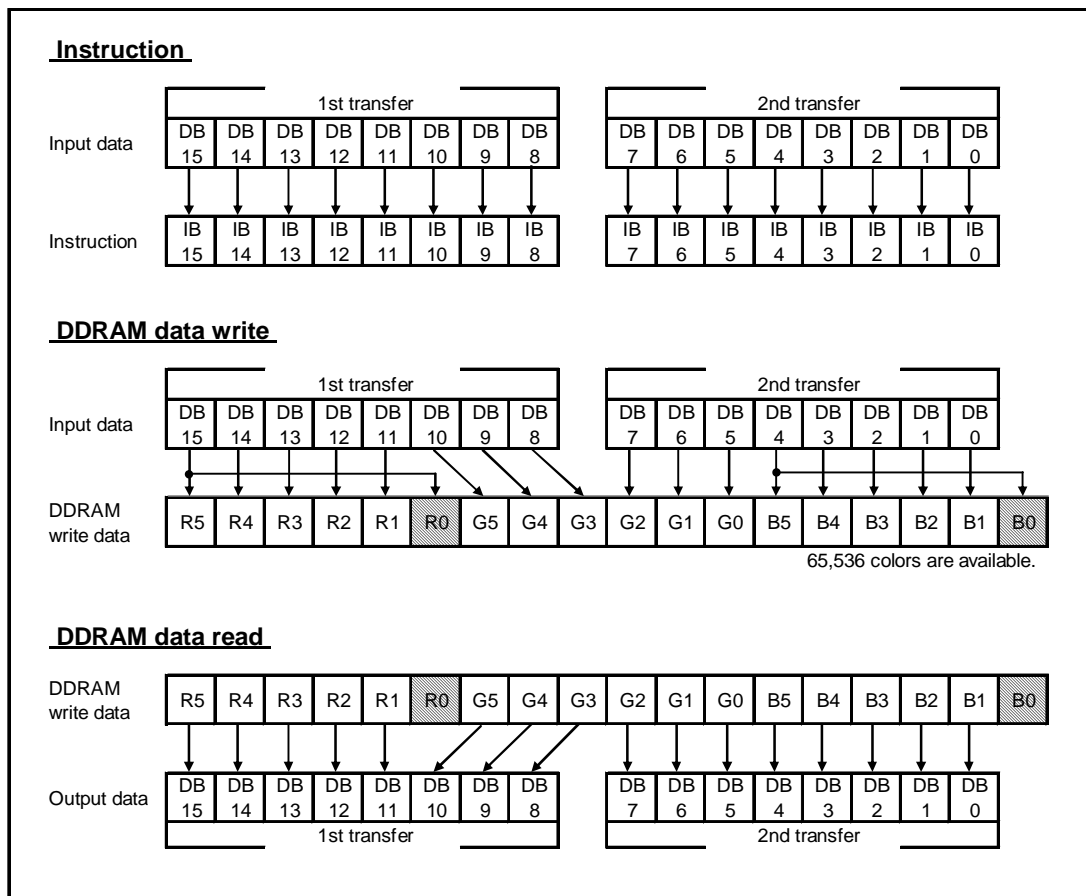 Instruction
1st transfer 2nd transfer
Input data DB DB DB DB DB DB DB DB DB DB DB DB DB DB DB DB
15 14 13 12 11 10 9 8 7 6 5 4 3 2 1 0
Instruction IB IB IB IB IB IB IB IB IB IB IB IB IB IB IB IB
15 14 13 12 11 10 9 8 7 6 5 4 3 2 1 0
DDRAM data write
1st transfer 2nd transfer
Input data DB DB DB DB DB DB DB DB DB DB DB DB DB DB DB DB
15 14 13 12 11 10 9 8 7 6 5 4 3 2 1 0
DDRAM
write data R5 R4 R3 R2 R1 R0 G5 G4 G3 G2 G1 G0 B5 B4 B3 B2 B1 B0
65,536 colors are available.
DDRAM data read
DDRAM
write data R5 R4 R3 R2 R1 R0 G5 G4 G3 G2 G1 G0 B5 B4 B3 B2 B1 B0
Output data DB DB DB DB DB DB DB DB DB DB DB DB DB DB DB DB
15 14 13 12 11 10 9 8 7 6 5 4 3 2 1 0
1st transfer 2nd transfer